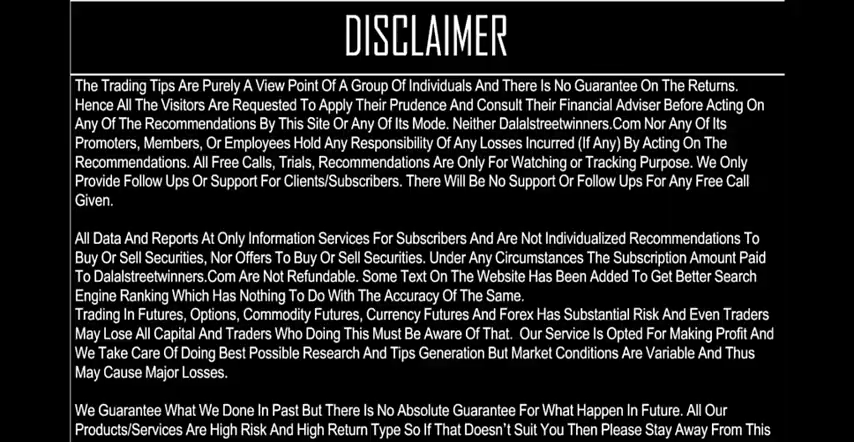 DISCLAIMER
The Trading Tips Are Purely A View Point Of A Group Of Individuals And There Is No Guarantee On The Returns.
Hence All The Visitors Are Requested To Apply Their Prudence And Consult Their Financial Adviser Before Acting On
Any Of The Recommendations By This Site Or Any Of Its Mode. Neither Dalalstreetwinners.Com Nor Any Of Its
Promoters, Members, Or Employees Hold Any Responsibility Of Any Losses Incurred (If Any) By Acting On The
Recommendations. All Free Calls, Trials, Recommendations Are Only For Watching or Tracking Purpose. We Only
Provide Follow Ups Or Support For Clients/Subscribers. There Will Be No Support Or Follow Ups For Any Free Call
Given.
All Data And Reports At Only Information Services For Subscribers And Are Not Individualized Recommendations To
Buy Or Sell Securities, Nor Offers To Buy Or Sell Securities. Under Any Circumstances The Subscription Amount Paid
To Dalalstreetwinners.Com Are Not Refundable. Some Text On The Website Has Been Added To Get Better Search
Engine Ranking Which Has Nothing To Do With The Accuracy Of The Same.
Trading In Futures, Options, Commodity Futures, Currency Futures And Forex Has Substantial Risk And Even Traders
May Lose All Capital And Traders Who Doing This Must Be Aware Of That. Our Service Is Opted For Making Profit And
We Take Care Of Doing Best Possible Research And Tips Generation But Market Conditions Are Variable And Thus
May Cause Major Losses.
We Guarantee What We Done In Past But There Is No Absolute Guarantee For What Happen In Future. All Our
Products/Services Are High Risk And High Return Type So If That Doesn't Suit You Then Please Stay Away From This